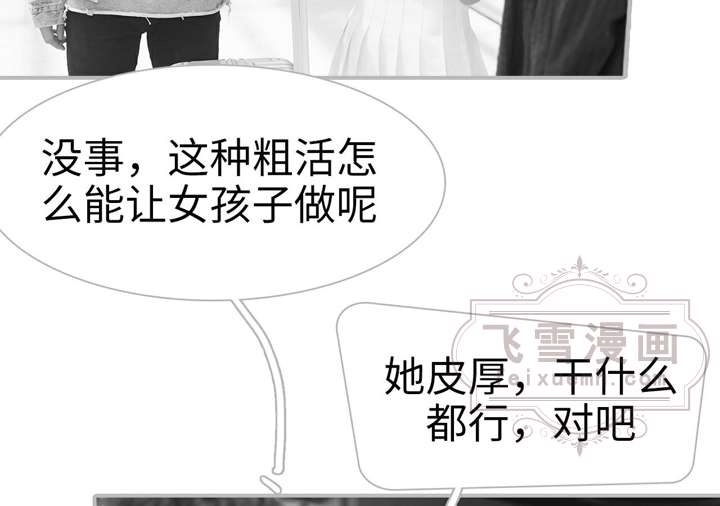 没事，这种粗活怎
么能让女孩子做呢
飞雪漫画
feixuemh.com
她皮厚，干什么
都行，对吧